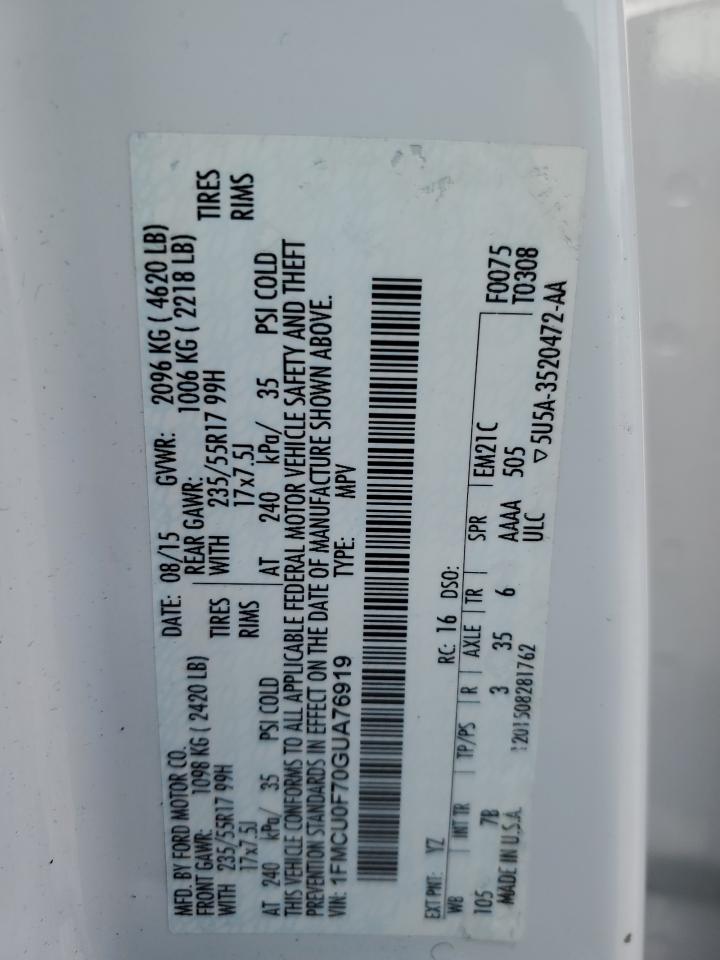 MFD. BY FORD MOTOR CO.
DATE: 08/15 GVWR: 2096 KG ( 4620 LB)
FRONT GAWR: 1098 KG ( 2420 LB) REAR GAWR: 1006 KG ( 2218 LB)
WITH 235/55R17 99H TIRES WITH 235/55R17 99H TIRES
17x7.5J RIMS 17x7.5J RIMS
AT 240 kPa/ 35 PSI COLD AT 240 kPa/ 35 PSI COLD
THIS VEHICLE CONFORMS TO ALL APPLICABLE FEDERAL MOTOR VEHICLE SAFETY AND THEFT
PREVENTION STANDARDS IN EFFECT ON THE DATE OF MANUFACTURE SHOWN ABOVE.
VIN: 1FMCU0F70GUA76919 TYPE: MPV
EXT PNT: YZ RC: 16 DSO:
WB INT TR TP/PS R AXLE TR SPR EM21C F0075
105 7B 3 35 6 AAAA 505 T0308
MADE IN U.S.A. 1201508281762 ULC ▽5U5A-3520472-AA